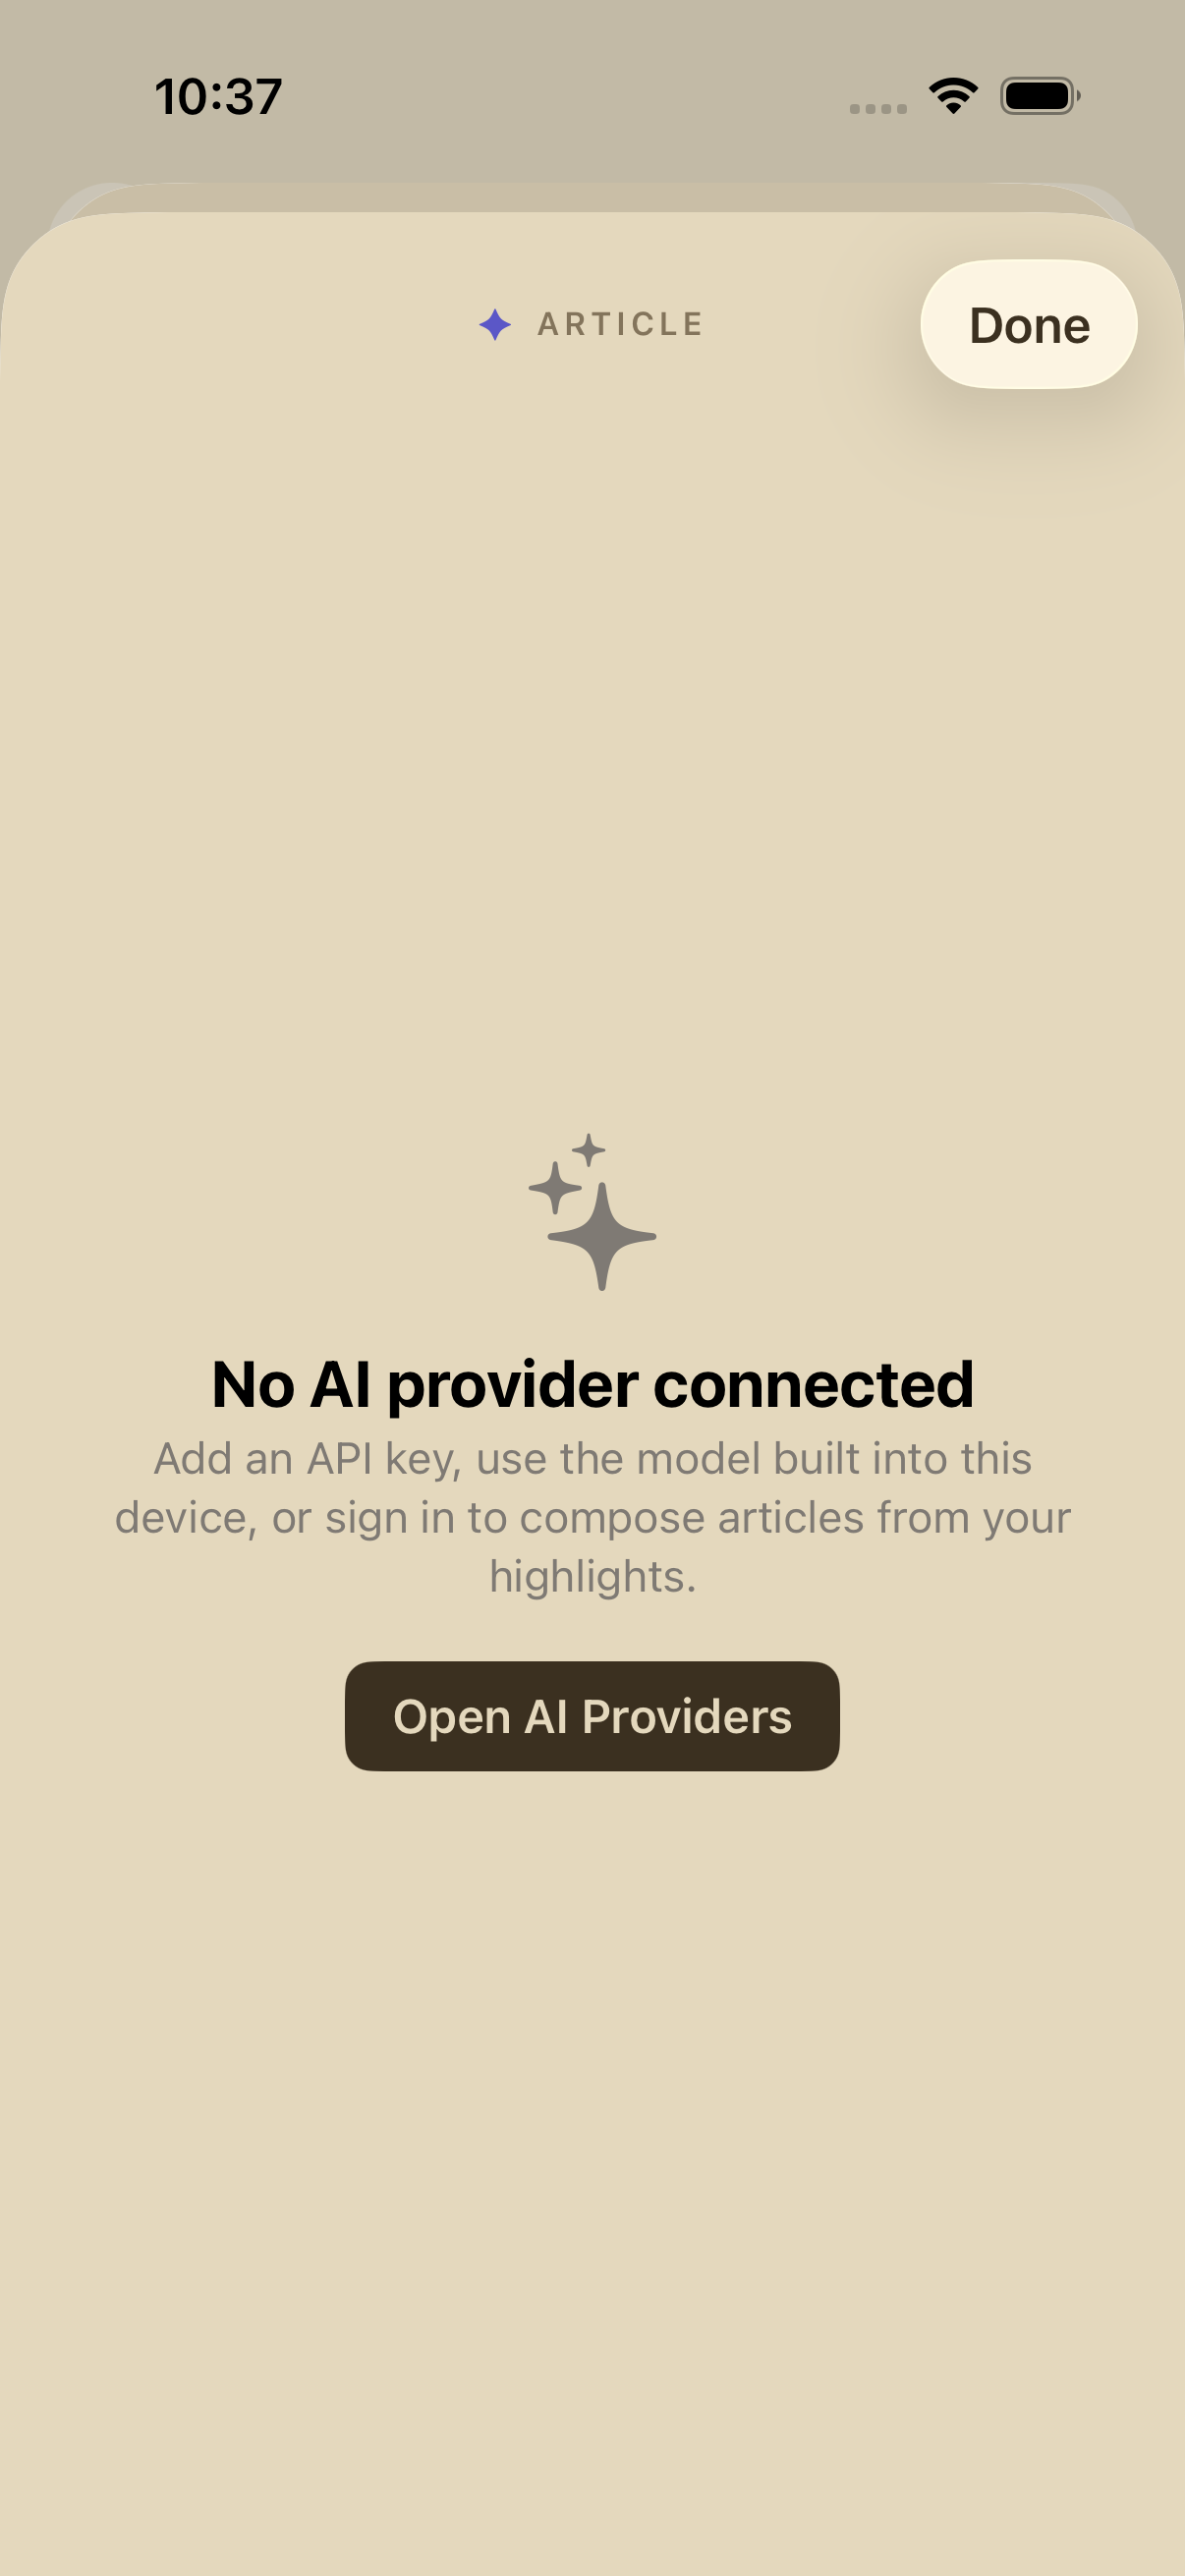 10:37
ARTICLE
Done
No AI provider connected
Add an API key, use the model built into this
device, or sign in to compose articles from your
highlights.
Open AI Providers